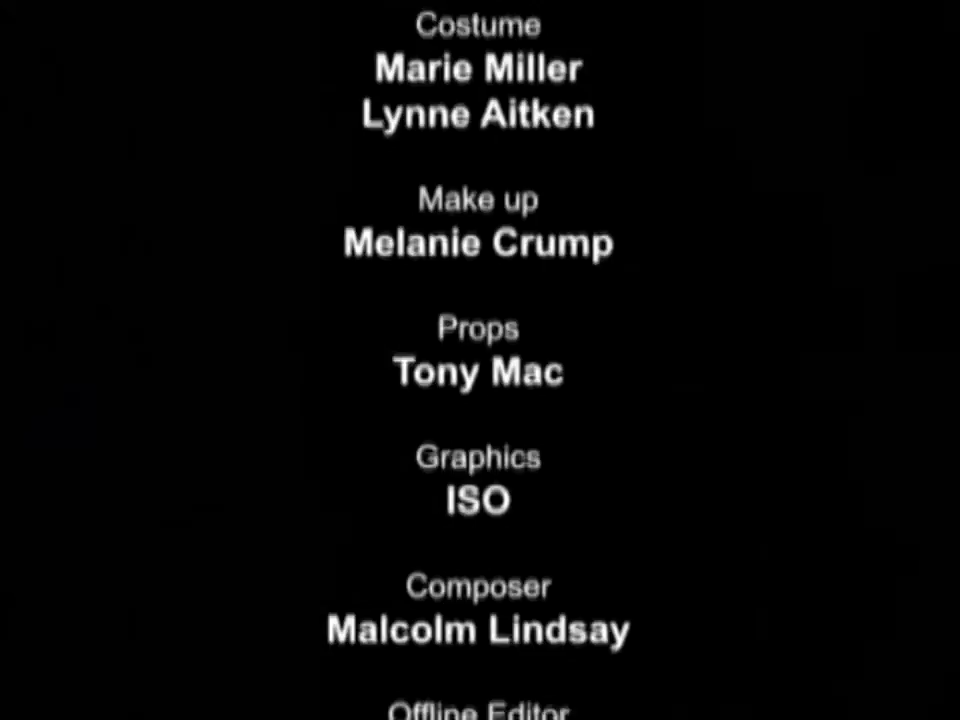 Costume
Marie Miller
Lynne Aitken
Make up
Melanie Crump
Props
Tony Mac
Graphics
ISO
Composer
Malcolm Lindsay
Offline Editor